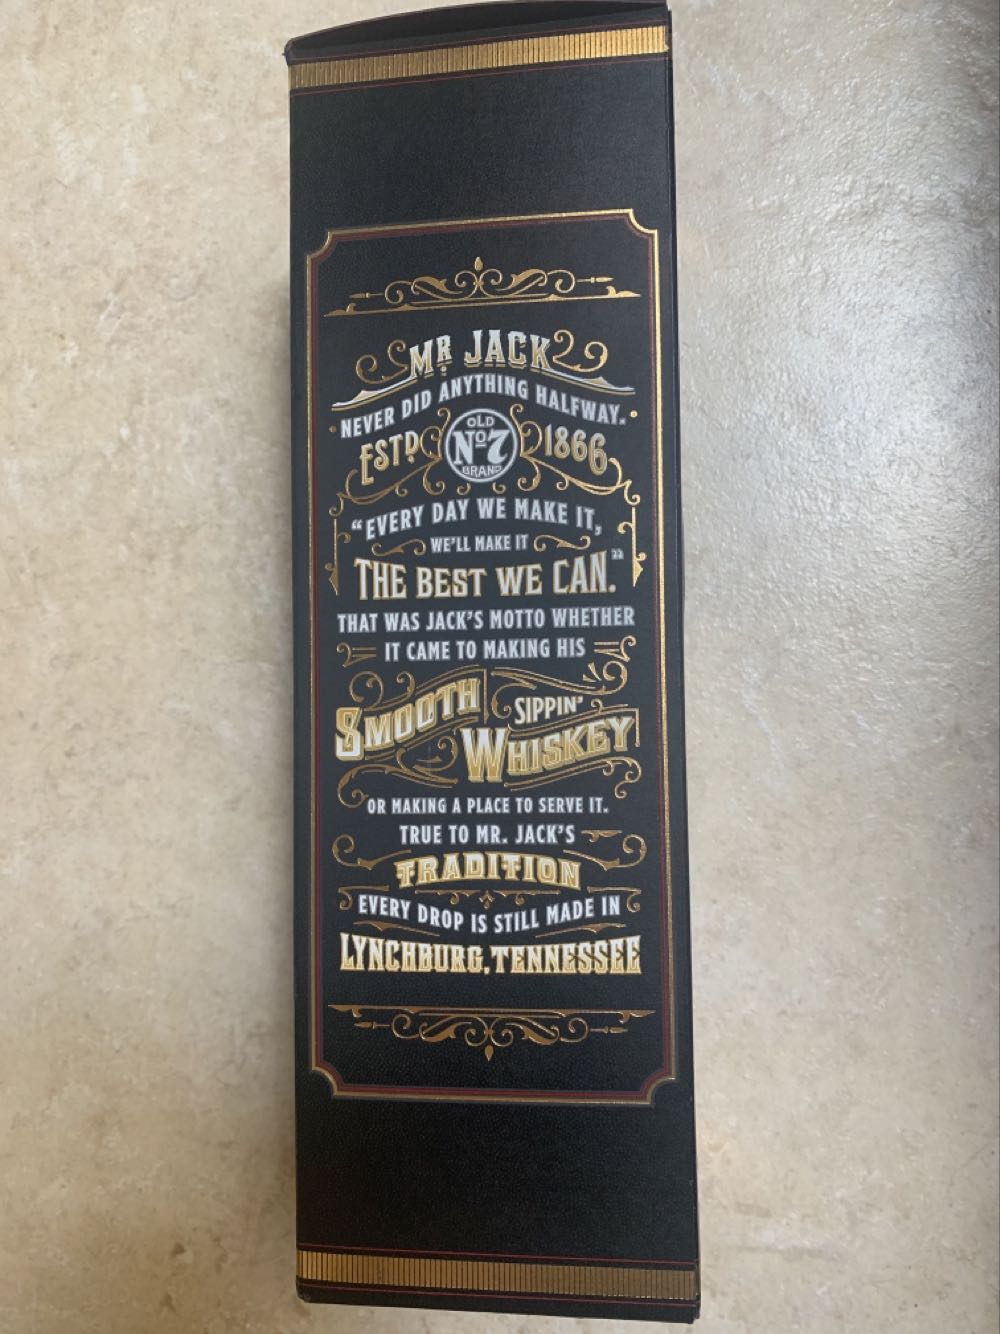 MR JACK
NEVER DID ANYTHING HALFWAY.
ESTD OLD No 7 BRAND 1866
"EVERY DAY WE MAKE IT,
WE'LL MAKE IT
THE BEST WE CAN."
THAT WAS JACK'S MOTTO WHETHER
IT CAME TO MAKING HIS
SMOOTH SIPPIN'
WHISKEY
OR MAKING A PLACE TO SERVE IT.
TRUE TO MR. JACK'S
TRADITION
EVERY DROP IS STILL MADE IN
LYNCHBURG, TENNESSEE